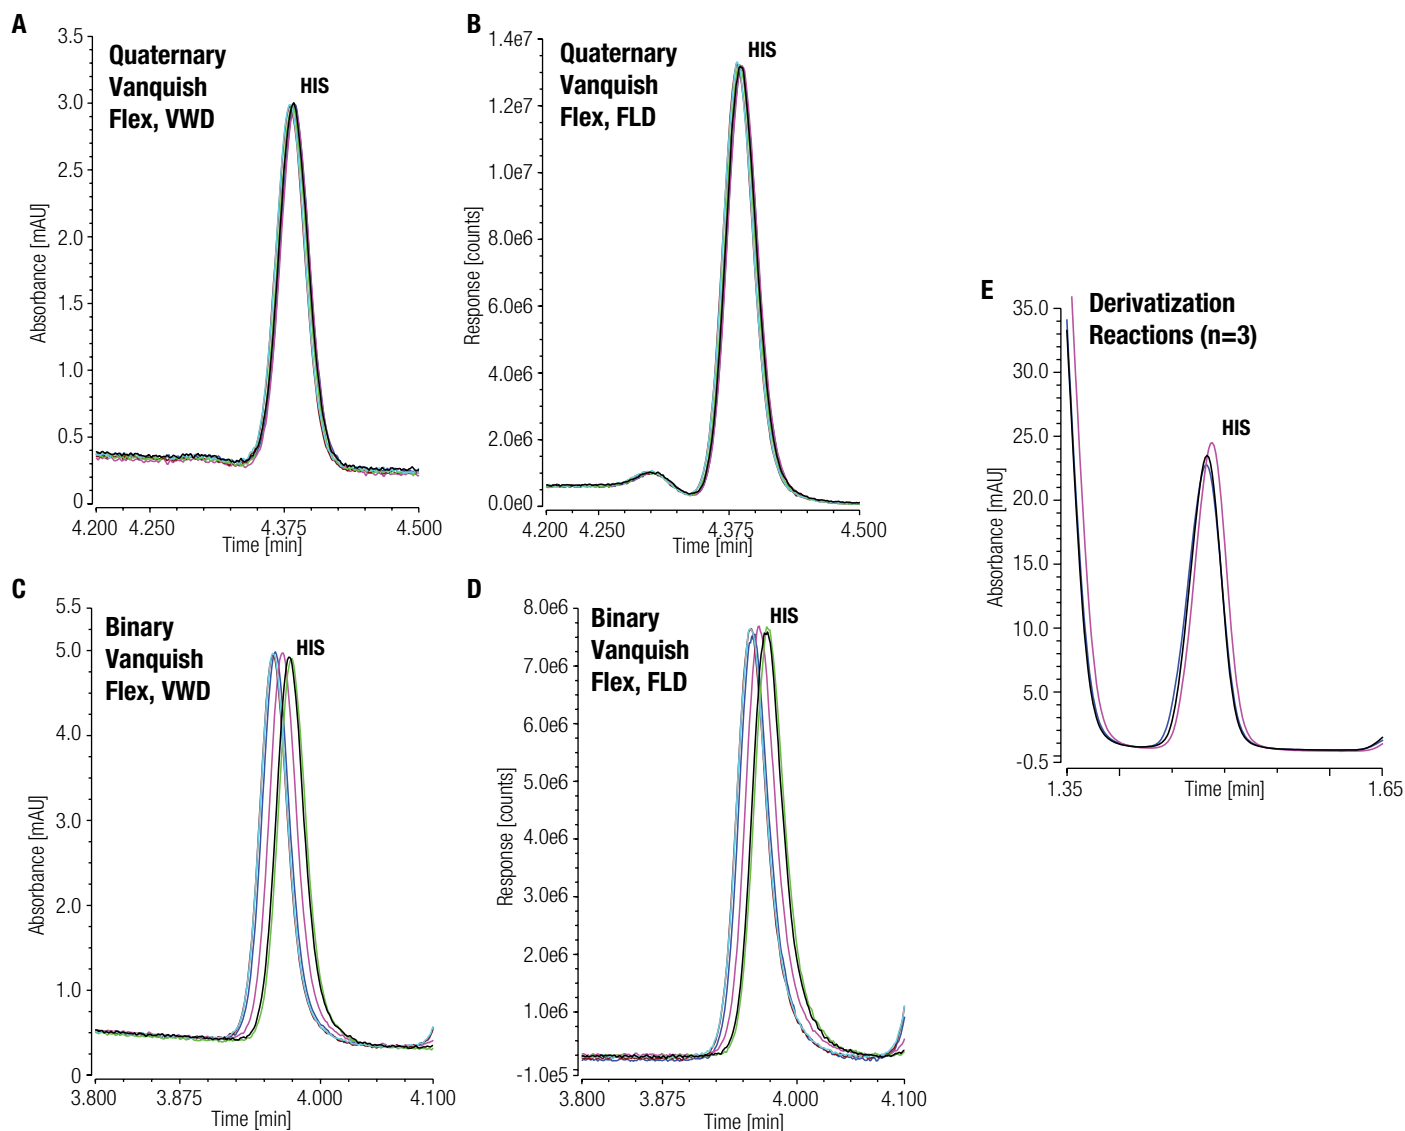 A
Quaternary
Vanquish
Flex, VWD
HIS
Absorbance [mAU]
3.5
3.0
2.5
2.0
1.5
1.0
0.5
0
4.200 4.250 4.375 4.500
Time [min]
B
Quaternary
Vanquish
Flex, FLD
HIS
Response [counts]
1.4e7
1.2e7
1.0e7
8.0e6
6.0e6
4.0e6
2.0e6
0.0e0
4.200 4.250 4.375 4.500
Time [min]
C
Binary
Vanquish
Flex, VWD
HIS
Absorbance [mAU]
5.5
5.0
4.0
3.0
2.0
1.0
0
3.800 3.875 4.000 4.100
Time [min]
D
Binary
Vanquish
Flex, FLD
HIS
Response [counts]
8.0e6
7.0e6
6.0e6
5.0e6
4.0e6
3.0e6
2.0e6
1.0e6
-1.0e5
3.800 3.875 4.000 4.100
Time [min]
E
Derivatization
Reactions (n=3)
HIS
Absorbance [mAU]
35.0
30.0
25.0
20.0
15.0
10.0
5.0
-0.5
1.35 1.65
Time [min]